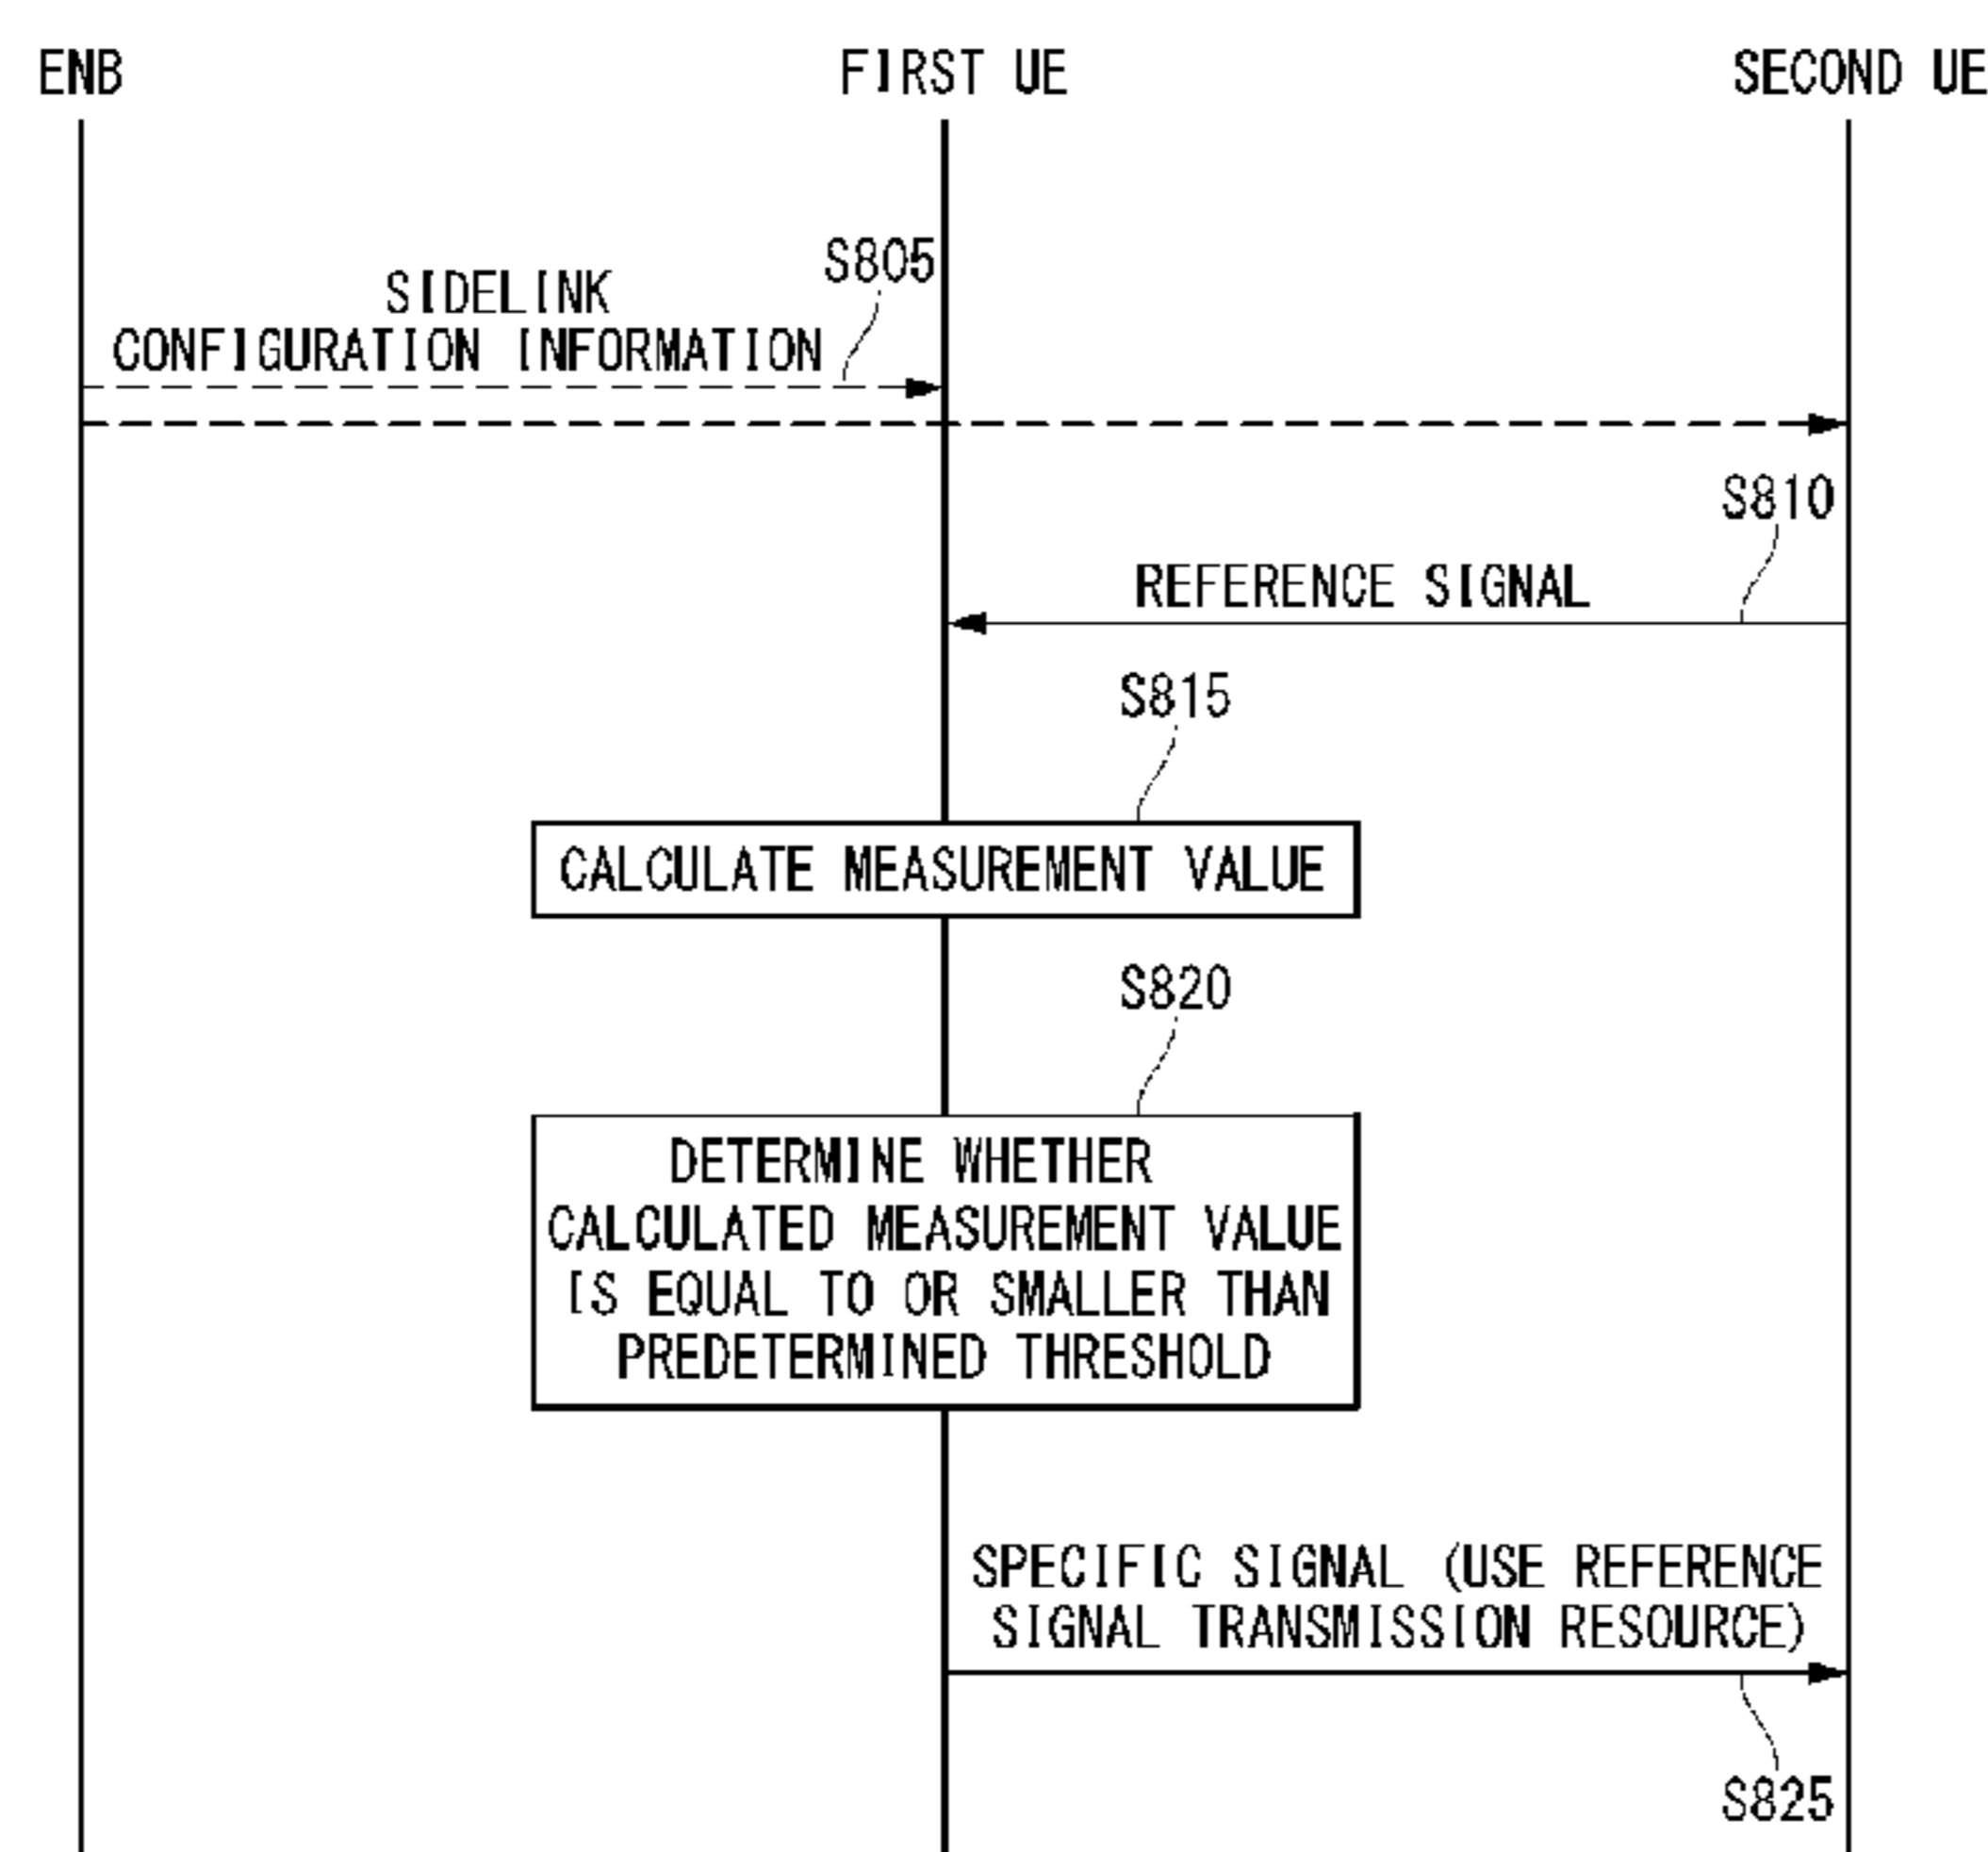 ENB
FIRST UE
SECOND UE
S805
SIDELINK
CONFIGURATION INFORMATION
S810
REFERENCE SIGNAL
S815
CALCULATE MEASUREMENT VALUE
S820
DETERMINE WHETHER
CALCULATED MEASUREMENT VALUE
IS EQUAL TO OR SMALLER THAN
PREDETERMINED THRESHOLD
SPECIFIC SIGNAL (USE REFERENCE
SIGNAL TRANSMISSION RESOURCE)
S825